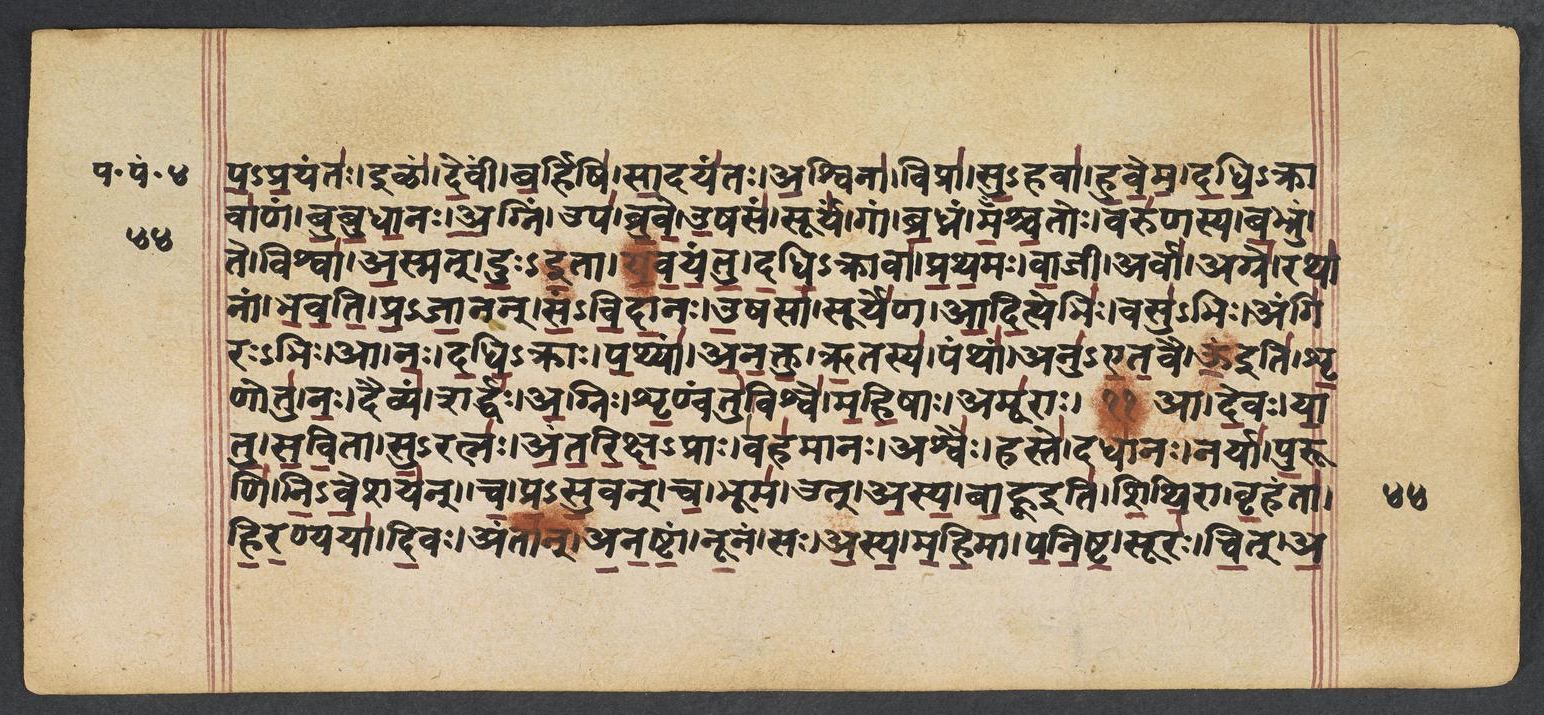 प॰ पं॰ ४
५४
प्रऽप्रयंतः।इळां।देवीं।बर्हिषि।सादयंतः।अश्विना।विप्रा।सुऽहवा।हुवेम।दधिऽक्रा
वाणं।बुबुधानः।अग्निं।उप।ब्रुवे।उषसं।सूर्यं।गां।ब्रध्नं।मँश्चतोः।वरुणस्य।बभ्रुं।
ते।विश्वा।अस्मत्।दुःऽइता।यवयंतु।दधिऽक्रावा।प्रथमः।वाजी।अर्वा।अग्रे।रथा
नां।भवति।प्रऽजानन्।संऽविदानः।उषसा।सूर्येण।आदित्येभिः।वसुऽभिः।अंगि
रःऽभिः।आ।नः।दधिऽक्राः।पथ्यां।अनक्तु।ऋतस्य।पंथां।अनुऽएतवै।ऊं इति।शृ
णोतु।नः।दैव्यं।शर्द्धः।अग्निः।शृण्वंतु।विश्वे।महिषाः।अमूराः। ११ आ।देवः।या
तु।सविता।सुऽरत्नः।अंतरिक्षऽप्राः।वहमानः।अश्वैः।हस्ते।दधानः।नर्या।पुरू
णि।निऽवेशयन्।च।प्रऽसुवन्।च।भूम।उत्।अस्य।बाहू इति।शिथिरा।बृहंता।
५४
हिरण्यया।दिवः।अंतान्।अनष्टां।नूनं।सः।अस्य।महिमा।पनिष्ट।सूरः।चित्।अ